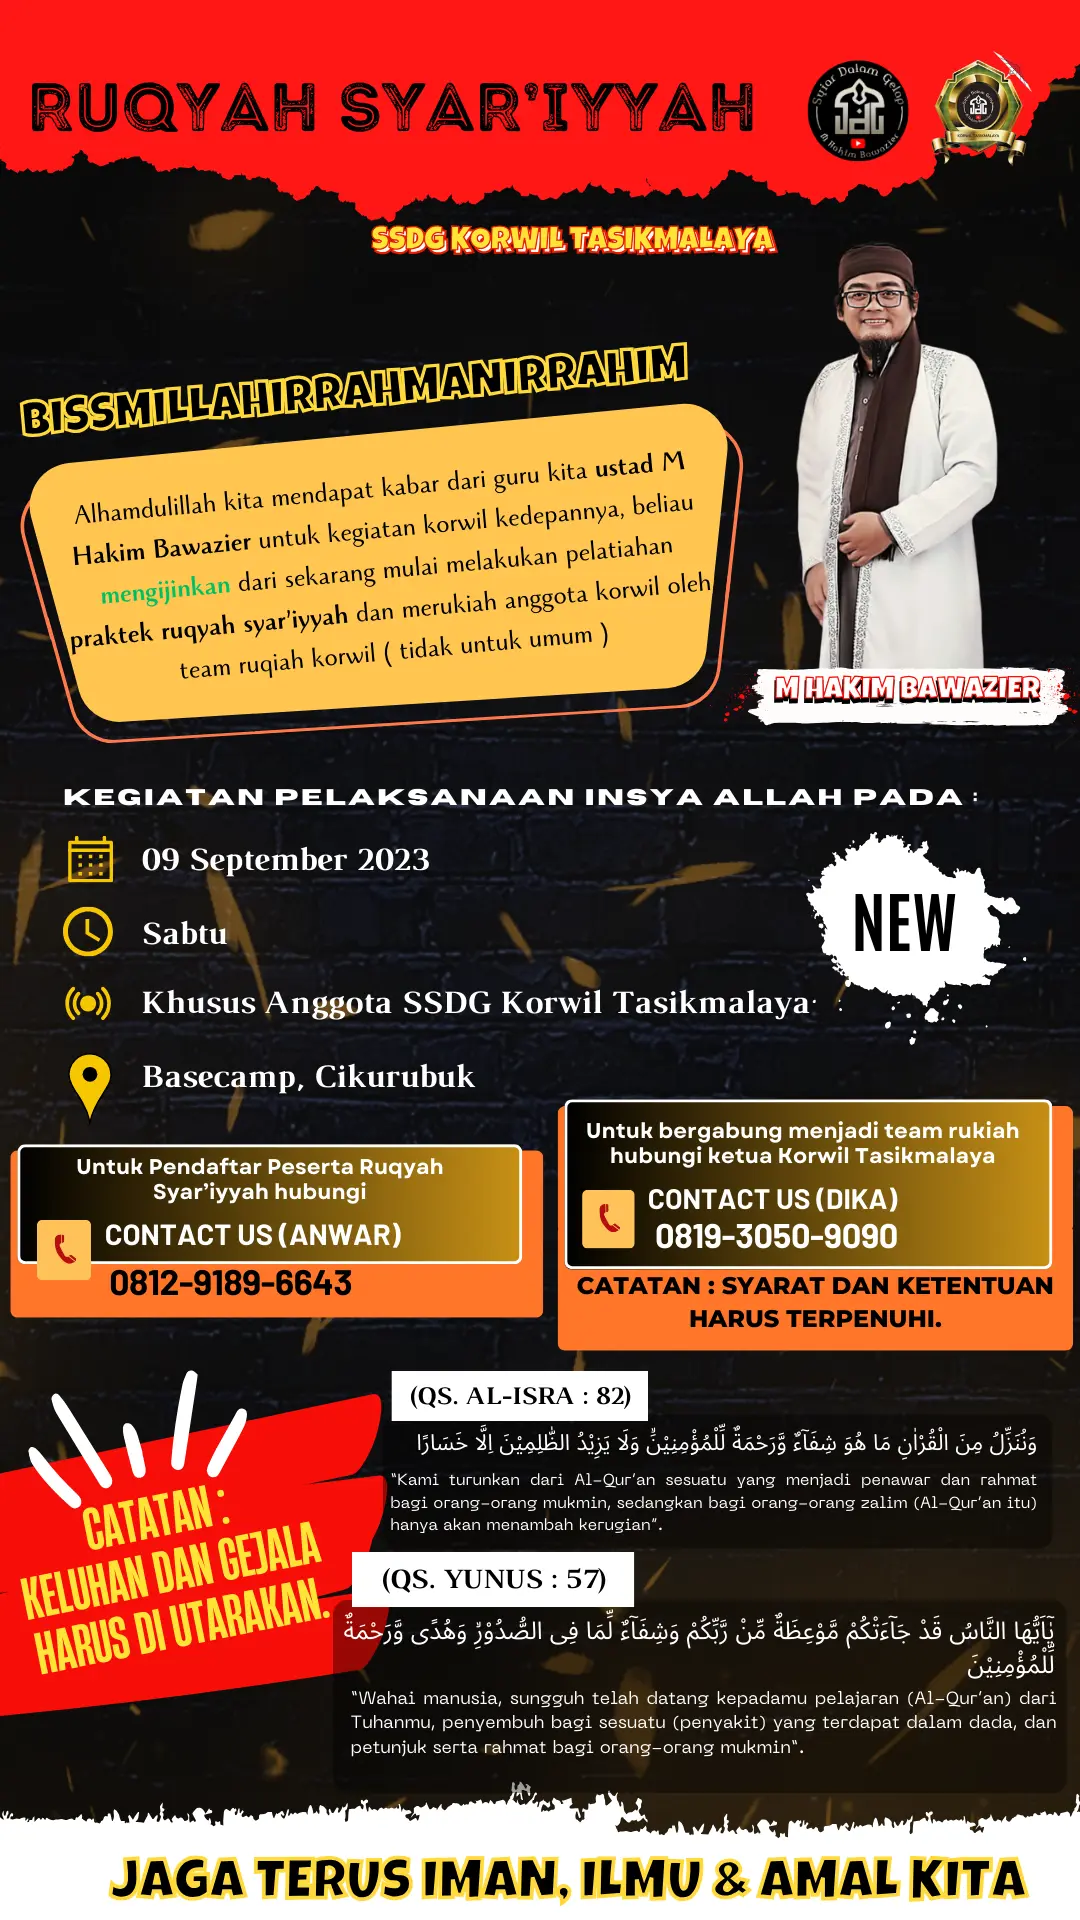 RUQYAH SYAR'IYYAH
Sujar Dalam Gelap
M Hakim Bawazier
SSDG KORWIL TASIKMALAYA
BISSMILLAHIRRAHMANIRRAHIM
Alhamdulillah kita mendapat kabar dari guru kita ustad M
Hakim Bawazier untuk kegiatan korwil kedepannya, beliau
mengijinkan dari sekarang mulai melakukan pelatiahan
praktek ruqyah syar'iyyah dan merukiah anggota korwil oleh
team ruqiah korwil ( tidak untuk umum )
M HAKIM BAWAZIER
KEGIATAN PELAKSANAAN INSYA ALLAH PADA :
09 September 2023
Sabtu
NEW
Khusus Anggota SSDG Korwil Tasikmalaya
Basecamp, Cikurubuk
Untuk Pendaftar Peserta Ruqyah
Syar'iyyah hubungi
CONTACT US (ANWAR)
0812-9189-6643
Untuk bergabung menjadi team rukiah
hubungi ketua Korwil Tasikmalaya
CONTACT US (DIKA)
0819-3050-9090
CATATAN : SYARAT DAN KETENTUAN
HARUS TERPENUHI.
CATATAN :
KELUHAN DAN GEJALA
HARUS DI UTARAKAN.
(QS. AL-ISRA : 82)
وَنُنَزِّلُ مِنَ الْقُرْاٰنِ مَا هُوَ شِفَاۤءٌ وَّرَحْمَةٌ لِّلْمُؤْمِنِيْنَۙ وَلَا يَزِيْدُ الظّٰلِمِيْنَ اِلَّا خَسَارًا
"Kami turunkan dari Al-Qur'an sesuatu yang menjadi penawar dan rahmat
bagi orang-orang mukmin, sedangkan bagi orang-orang zalim (Al-Qur'an itu)
hanya akan menambah kerugian".
(QS. YUNUS : 57)
يٰٓاَيُّهَا النَّاسُ قَدْ جَاۤءَتْكُمْ مَّوْعِظَةٌ مِّنْ رَّبِّكُمْ وَشِفَاۤءٌ لِّمَا فِى الصُّدُوْرِۙ وَهُدًى وَّرَحْمَةٌ
لِّلْمُؤْمِنِيْنَ
"Wahai manusia, sungguh telah datang kepadamu pelajaran (Al-Qur'an) dari
Tuhanmu, penyembuh bagi sesuatu (penyakit) yang terdapat dalam dada, dan
petunjuk serta rahmat bagi orang-orang mukmin".
JAGA TERUS IMAN, ILMU & AMAL KITA